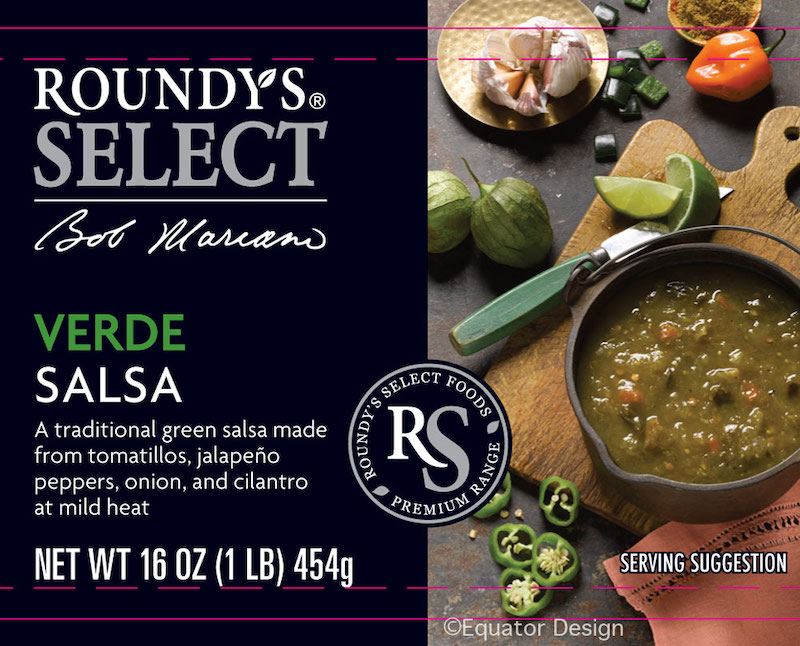 ROUNDY'S®
SELECT
Bob Mariano
VERDE
SALSA
A traditional green salsa made
from tomatillos, jalapeño
peppers, onion, and cilantro
at mild heat
NET WT 16 OZ (1 LB) 454g
ROUNDY'S SELECT FOODS
RS
PREMIUM RANGE
SERVING SUGGESTION
©Equator Design